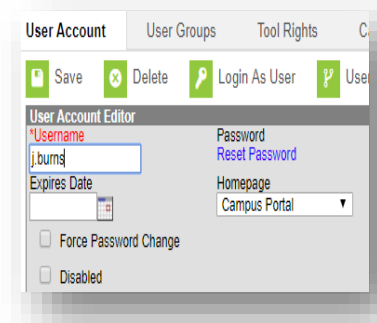 User Account User Groups Tool Rights
Save Delete Login As User User
User Account Editor
*Username Password
j.burns Reset Password
Expires Date Homepage
Campus Portal
Force Password Change
Disabled